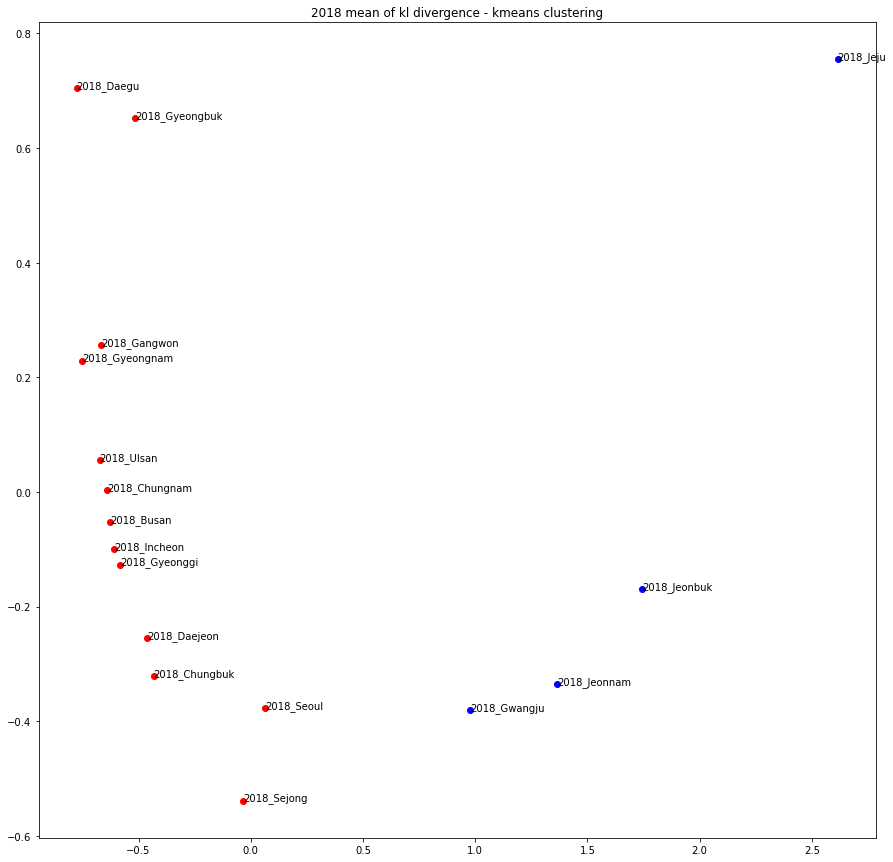 2018 mean of kl divergence - kmeans clustering
0.8
2018_Jeju
2018_Daegu
2018_Gyeongbuk
0.6
0.4
2018_Gangwon
2018_Gyeongnam
0.2
2018_Ulsan
2018_Chungnam
0.0
2018_Busan
2018_Incheon
2018_Gyeonggi
2018_Jeonbuk
−0.2
2018_Daejeon
2018_Chungbuk
2018_Jeonnam
2018_Seoul
2018_Gwangju
−0.4
2018_Sejong
−0.6
−0.5 0.0 0.5 1.0 1.5 2.0 2.5